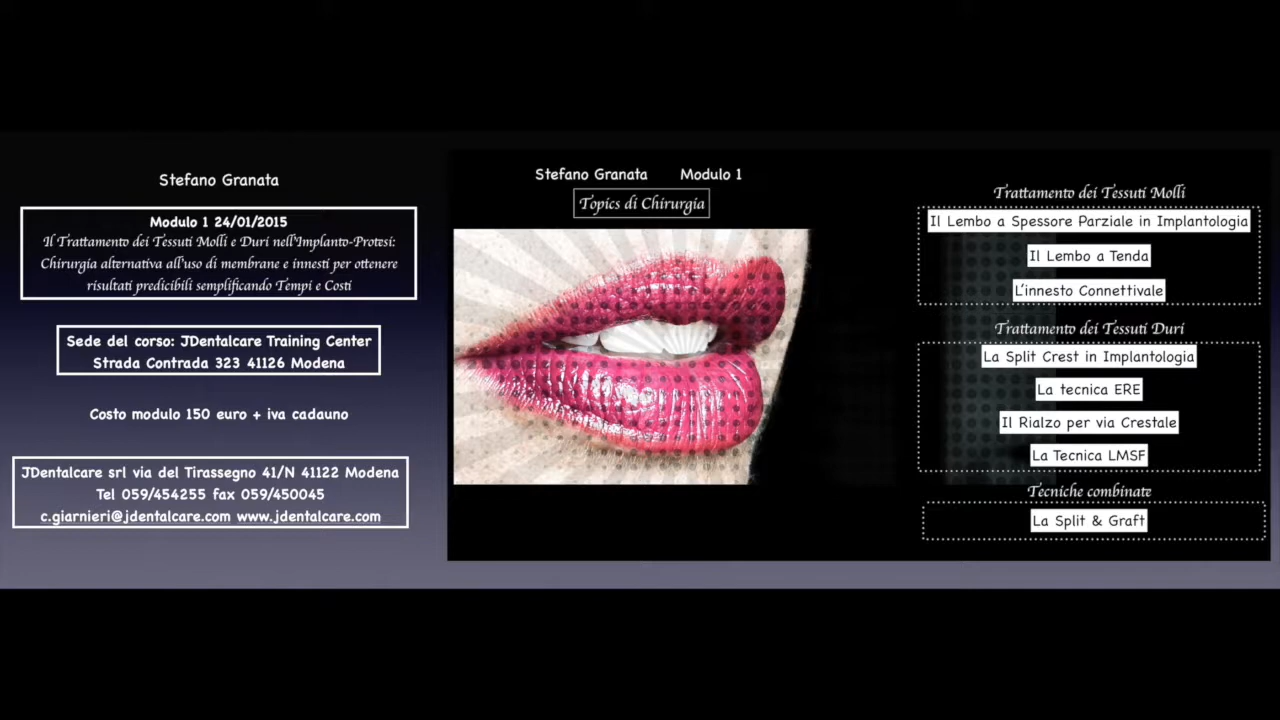 Stefano Granata
Modulo 1 24/01/2015
Il Trattamento dei Tessuti Molli e Duri nell'Implanto-Protesi:
Chirurgia alternativa all'uso di membrane e innesti per ottenere
risultati predicibili semplificando Tempi e Costi
Sede del corso: JDentalcare Training Center
Strada Contrada 323 41126 Modena
Costo modulo 150 euro + iva cadauno
JDentalcare srl via del Tirassegno 41/N 41122 Modena
Tel 059/454255 fax 059/450045
c.giarnieri@jdentalcare.com www.jdentalcare.com
Stefano Granata Modulo 1
Topics di Chirurgia
Trattamento dei Tessuti Molli
Il Lembo a Spessore Parziale in Implantologia
Il Lembo a Tenda
L'innesto Connettivale
Trattamento dei Tessuti Duri
La Split Crest in Implantologia
La tecnica ERE
Il Rialzo per via Crestale
La Tecnica LMSF
Tecniche combinate
La Split & Graft